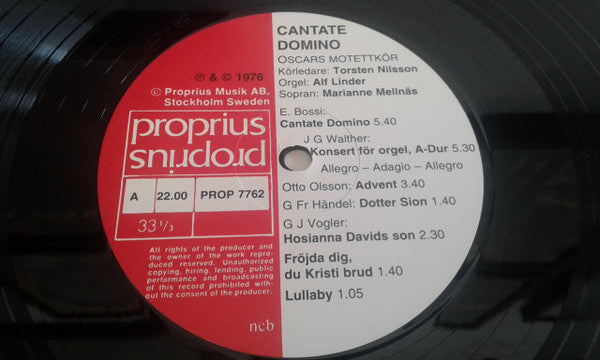 ℗ & © 1976
© Proprius Musik AB,
Stockholm Sweden
proprius
proprius
A 22.00 PROP 7762
33 1/3
All rights of the producer and
the owner of the work repro-
duced reserved. Unauthorized
copying, hiring, lending, public
performance and broadcasting
of this record prohibited with-
out the consent of the producer.
ncb
CANTATE
DOMINO
OSCARS MOTETTKÖR
Körledare: Torsten Nilsson
Orgel: Alf Linder
Sopran: Marianne Mellnäs
E. Bossi:
Cantate Domino 5.40
J G Walther:
Konsert för orgel, A-Dur 5.30
Allegro – Adagio – Allegro
Otto Olsson: Advent 3.40
G Fr Händel: Dotter Sion 1.40
G J Vogler:
Hosianna Davids son 2.30
Fröjda dig,
du Kristi brud 1.40
Lullaby 1.05